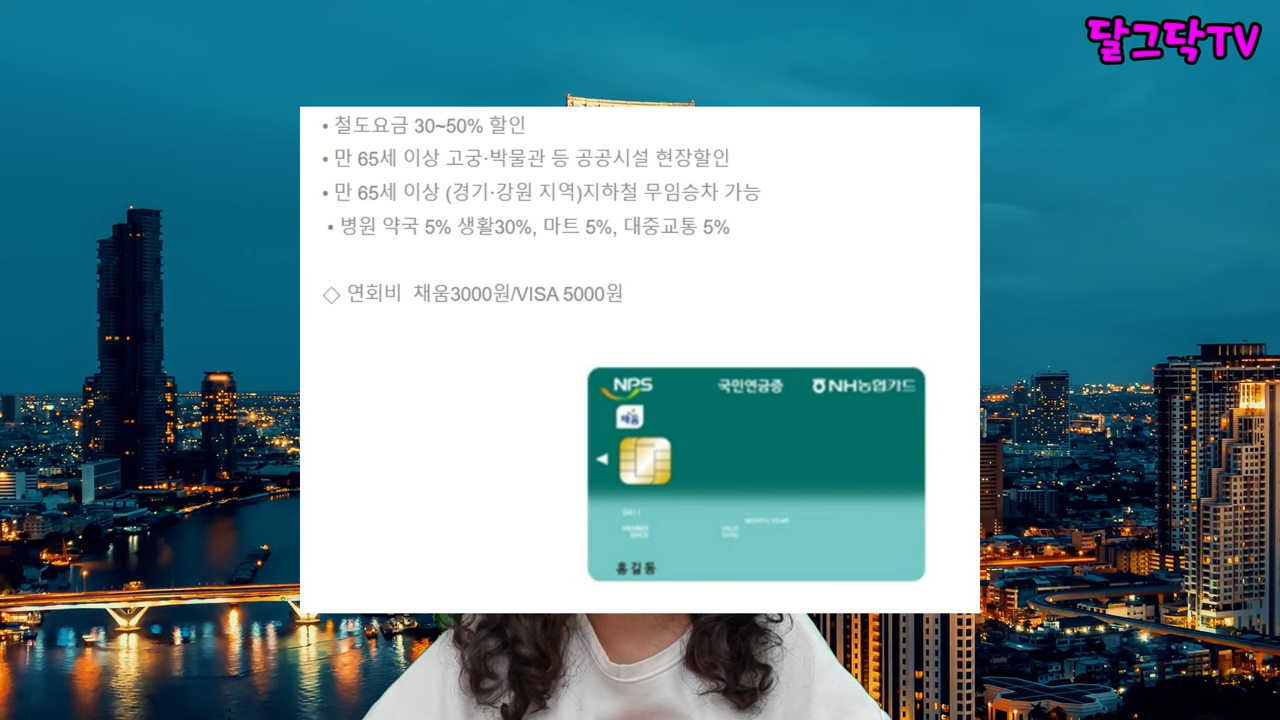 달그닥TV
• 철도요금 30~50% 할인
• 만 65세 이상 고궁·박물관 등 공공시설 현장할인
• 만 65세 이상 (경기·강원 지역)지하철 무임승차 가능
• 병원 약국 5% 생활30%, 마트 5%, 대중교통 5%
◇ 연회비 채움3000원/VISA 5000원
NPS 국민연금증 NH농협카드
채움
홍길동